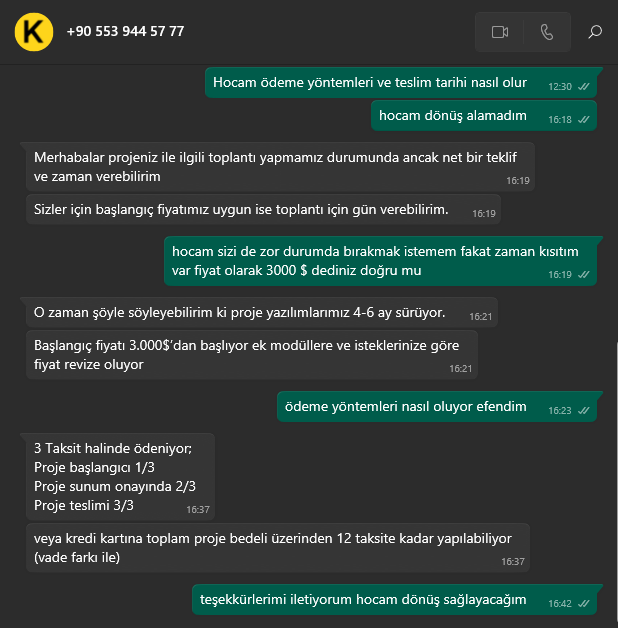 K
+90 553 944 57 77
Hocam ödeme yöntemleri ve teslim tarihi nasıl olur
12:30
hocam dönüş alamadım
16:18
Merhabalar projeniz ile ilgili toplantı yapmamız durumunda ancak net bir teklif
ve zaman verebilirim
16:19
Sizler için başlangıç fiyatımız uygun ise toplantı için gün verebilirim.
16:19
hocam sizi de zor durumda bırakmak istemem fakat zaman kısıtım
var fiyat olarak 3000 $ dediniz doğru mu
16:19
O zaman şöyle söyleyebilirim ki proje yazılımlarımız 4-6 ay sürüyor.
16:21
Başlangıç fiyatı 3.000$'dan başlıyor ek modüllere ve isteklerinize göre
fiyat revize oluyor
16:21
ödeme yöntemleri nasıl oluyor efendim
16:23
3 Taksit halinde ödeniyor;
Proje başlangıcı 1/3
Proje sunum onayında 2/3
Proje teslimi 3/3
16:37
veya kredi kartına toplam proje bedeli üzerinden 12 taksite kadar yapılabiliyor
(vade farkı ile)
16:37
teşekkürlerimi iletiyorum hocam dönüş sağlayacağım
16:42